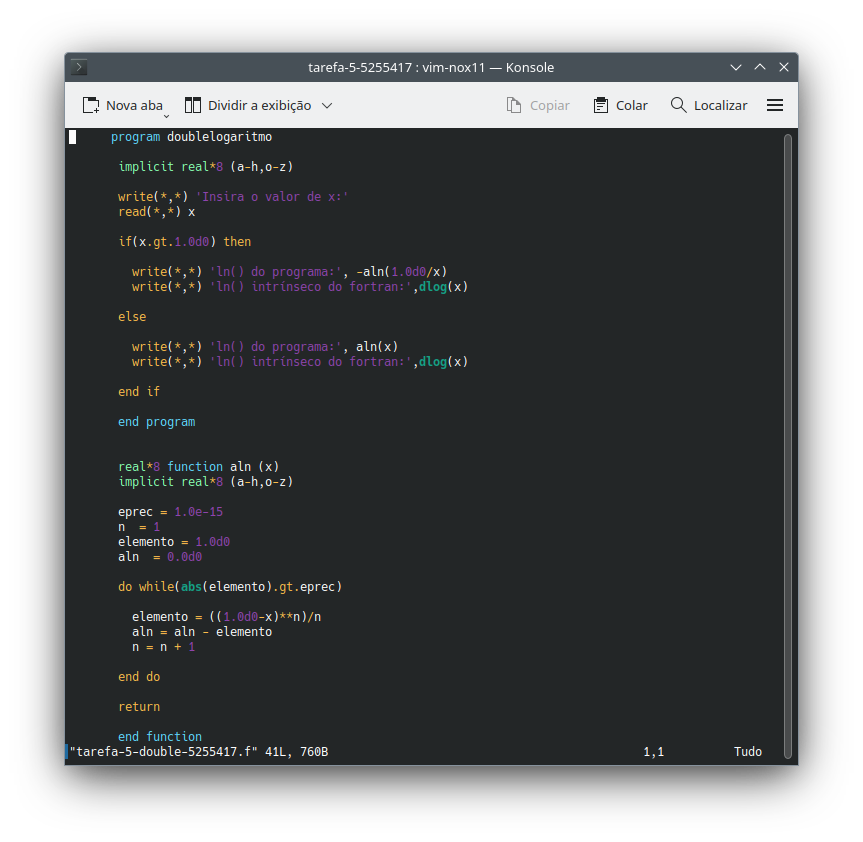 tarefa-5-5255417 : vim-nox11 — Konsole
Nova aba Dividir a exibição Copiar Colar Localizar
program doublelogaritmo
implicit real*8 (a-h,o-z)
write(*,*) 'Insira o valor de x:'
read(*,*) x
if(x.gt.1.0d0) then
write(*,*) 'ln() do programa:', -aln(1.0d0/x)
write(*,*) 'ln() intrínseco do fortran:',dlog(x)
else
write(*,*) 'ln() do programa:', aln(x)
write(*,*) 'ln() intrínseco do fortran:',dlog(x)
end if
end program
real*8 function aln (x)
implicit real*8 (a-h,o-z)
eprec = 1.0e-15
n  = 1
elemento = 1.0d0
aln  = 0.0d0
do while(abs(elemento).gt.eprec)
elemento = ((1.0d0-x)**n)/n
aln = aln - elemento
n = n + 1
end do
return
end function
"tarefa-5-double-5255417.f" 41L, 760B 1,1 Tudo